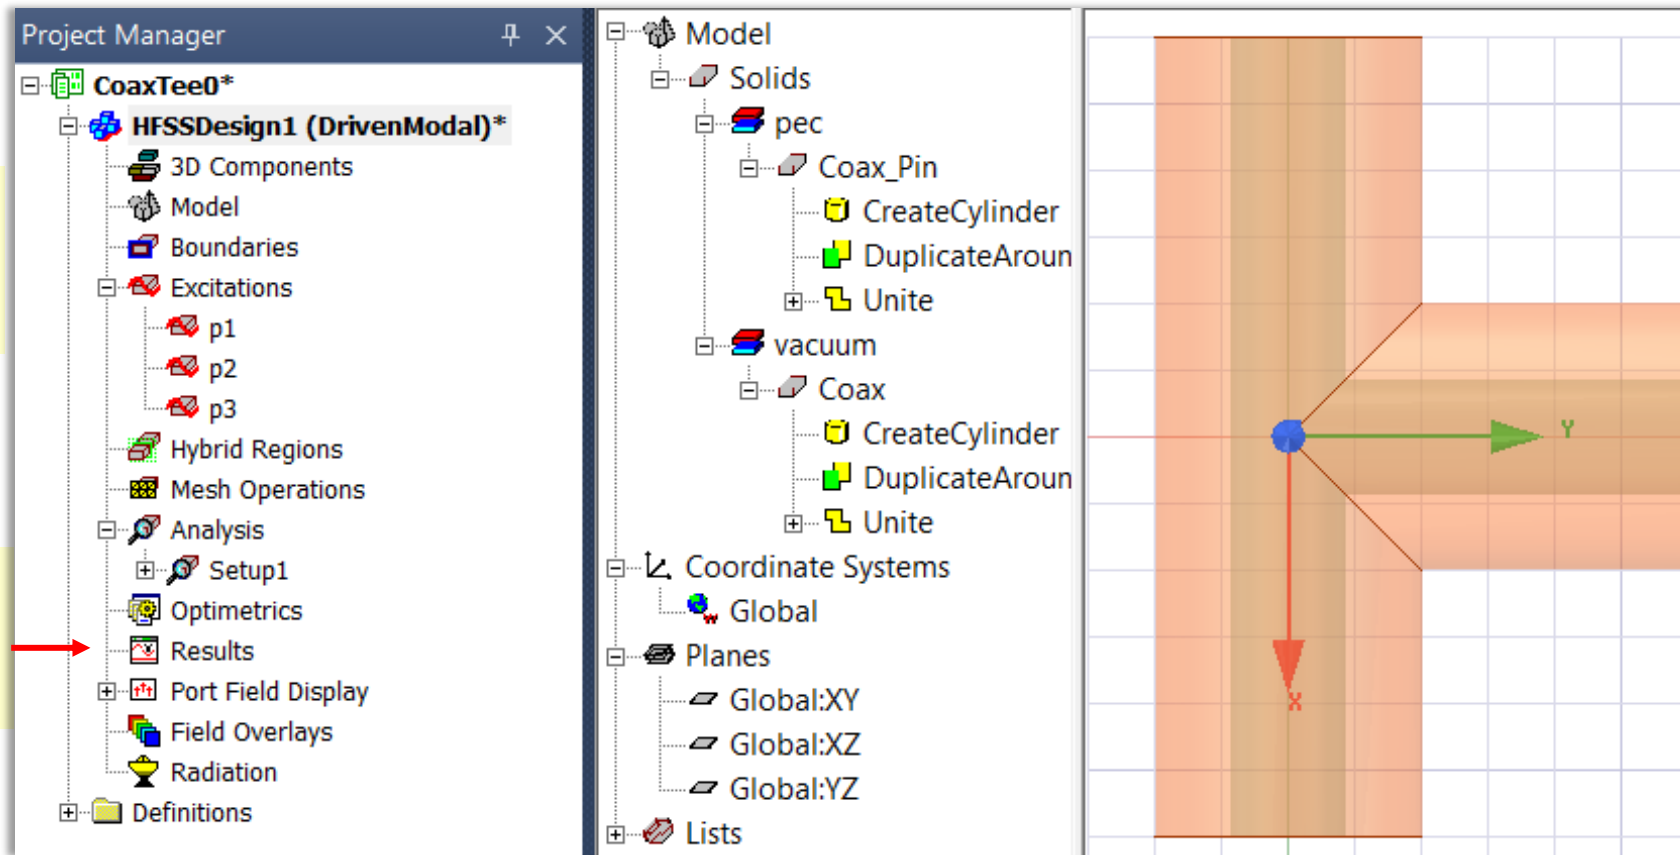 Project Manager
CoaxTee0*
HFSSDesign1 (DrivenModal)*
3D Components
Model
Boundaries
Excitations
p1
p2
p3
Hybrid Regions
Mesh Operations
Analysis
Setup1
Optimetrics
Results
Port Field Display
Field Overlays
Radiation
Definitions
Model
Solids
pec
Coax_Pin
CreateCylinder
DuplicateAroun
Unite
vacuum
Coax
CreateCylinder
DuplicateAroun
Unite
Coordinate Systems
Global
Planes
Global:XY
Global:XZ
Global:YZ
Lists
Y
X